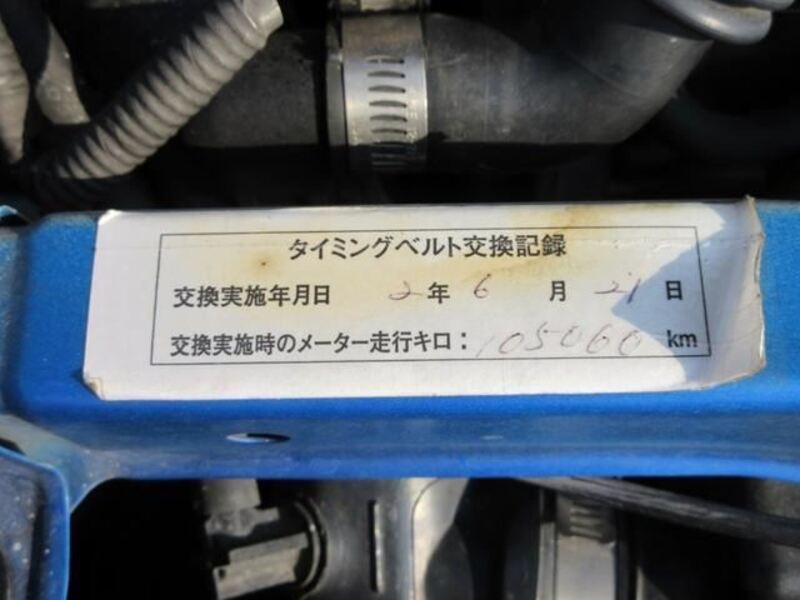 タイミングベルト交換記録
交換実施年月日 2年 6月 21日
交換実施時のメーター走行キロ：105060 km